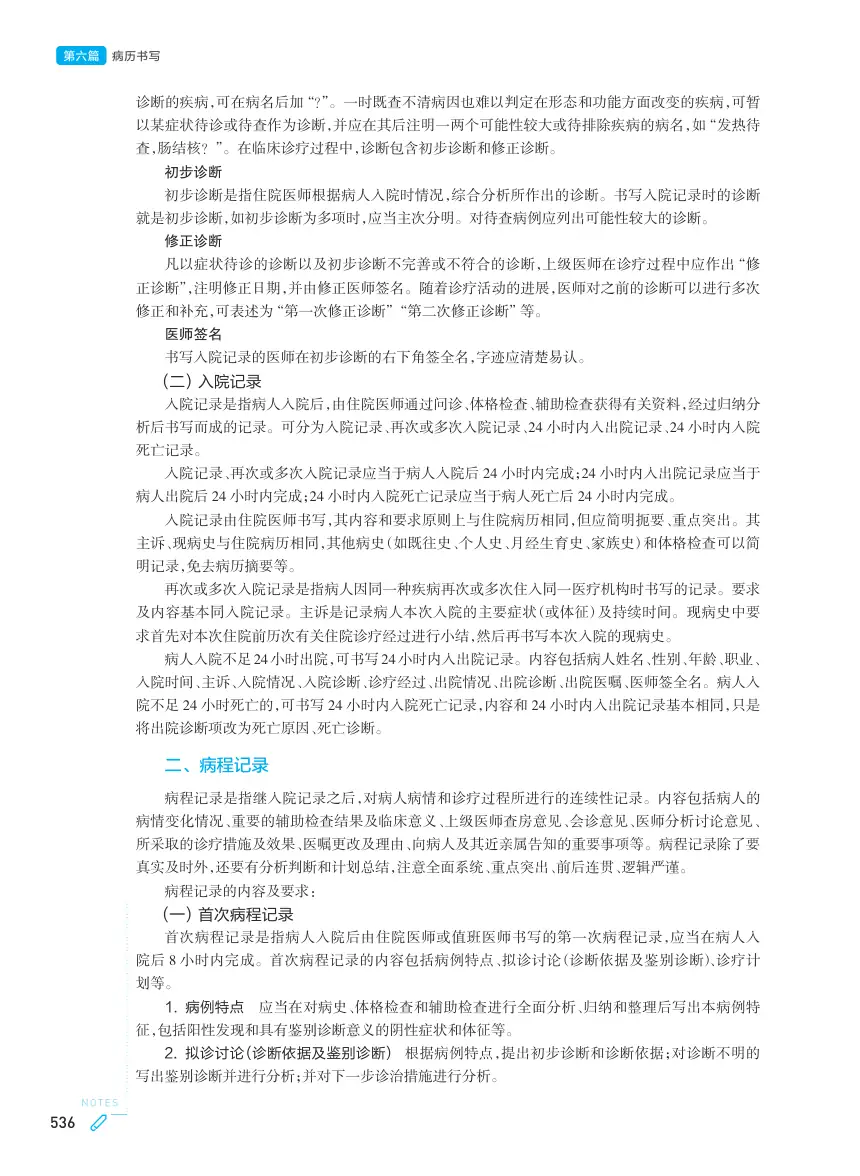 第六篇 病历书写
诊断的疾病,可在病名后加“?”。一时既查不清病因也难以判定在形态和功能方面改变的疾病,可暂
以某症状待诊或待查作为诊断,并应在其后注明一两个可能性较大或待排除疾病的病名,如“发热待
查,肠结核?”。在临床诊疗过程中,诊断包含初步诊断和修正诊断。
初步诊断
初步诊断是指住院医师根据病人入院时情况,综合分析所作出的诊断。书写入院记录时的诊断
就是初步诊断,如初步诊断为多项时,应当主次分明。对待查病例应列出可能性较大的诊断。
修正诊断
凡以症状待诊的诊断以及初步诊断不完善或不符合的诊断,上级医师在诊疗过程中应作出“修
正诊断”,注明修正日期,并由修正医师签名。随着诊疗活动的进展,医师对之前的诊断可以进行多次
修正和补充,可表述为“第一次修正诊断”“第二次修正诊断”等。
医师签名
书写入院记录的医师在初步诊断的右下角签全名,字迹应清楚易认。
(二)入院记录
入院记录是指病人入院后,由住院医师通过问诊、体格检查、辅助检查获得有关资料,经过归纳分
析后书写而成的记录。可分为入院记录、再次或多次入院记录、24 小时内入出院记录、24 小时内入院
死亡记录。
入院记录、再次或多次入院记录应当于病人入院后 24 小时内完成;24 小时内入出院记录应当于
病人出院后 24 小时内完成;24 小时内入院死亡记录应当于病人死亡后 24 小时内完成。
入院记录由住院医师书写,其内容和要求原则上与住院病历相同,但应简明扼要、重点突出。其
主诉、现病史与住院病历相同,其他病史(如既往史、个人史、月经生育史、家族史)和体格检查可以简
明记录,免去病历摘要等。
再次或多次入院记录是指病人因同一种疾病再次或多次住入同一医疗机构时书写的记录。要求
及内容基本同入院记录。主诉是记录病人本次入院的主要症状(或体征)及持续时间。现病史中要
求首先对本次住院前历次有关住院诊疗经过进行小结,然后再书写本次入院的现病史。
病人入院不足 24 小时出院,可书写 24 小时内入出院记录。内容包括病人姓名、性别、年龄、职业、
入院时间、主诉、入院情况、入院诊断、诊疗经过、出院情况、出院诊断、出院医嘱、医师签全名。病人入
院不足 24 小时死亡的,可书写 24 小时内入院死亡记录,内容和 24 小时内入出院记录基本相同,只是
将出院诊断项改为死亡原因、死亡诊断。
二、病程记录
病程记录是指继入院记录之后,对病人病情和诊疗过程所进行的连续性记录。内容包括病人的
病情变化情况、重要的辅助检查结果及临床意义、上级医师查房意见、会诊意见、医师分析讨论意见、
所采取的诊疗措施及效果、医嘱更改及理由、向病人及其近亲属告知的重要事项等。病程记录除了要
真实及时外,还要有分析判断和计划总结,注意全面系统、重点突出、前后连贯、逻辑严谨。
病程记录的内容及要求:
(一)首次病程记录
首次病程记录是指病人入院后由住院医师或值班医师书写的第一次病程记录,应当在病人入
院后 8 小时内完成。首次病程记录的内容包括病例特点、拟诊讨论(诊断依据及鉴别诊断)、诊疗计
划等。
1. 病例特点 应当在对病史、体格检查和辅助检查进行全面分析、归纳和整理后写出本病例特
征,包括阳性发现和具有鉴别诊断意义的阴性症状和体征等。
2. 拟诊讨论(诊断依据及鉴别诊断) 根据病例特点,提出初步诊断和诊断依据;对诊断不明的
写出鉴别诊断并进行分析;并对下一步诊治措施进行分析。
NOTES
536